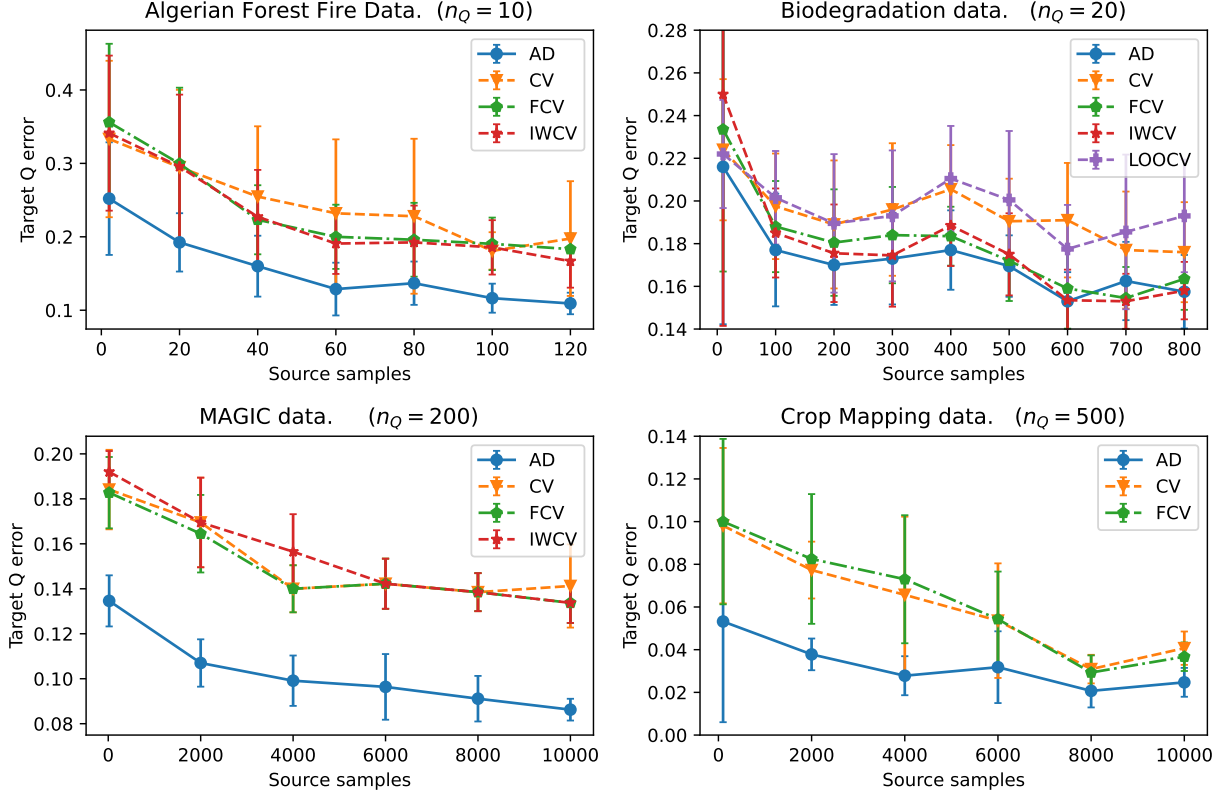 Algerian Forest Fire Data. (n_Q = 10)
Target Q error
0.4
0.3
0.2
0.1
AD
CV
FCV
IWCV
0 20 40 60 80 100 120
Source samples
Biodegradation data. (n_Q = 20)
Target Q error
0.28
0.26
0.24
0.22
0.20
0.18
0.16
0.14
AD
CV
FCV
IWCV
LOOCV
0 100 200 300 400 500 600 700 800
Source samples
MAGIC data. (n_Q = 200)
Target Q error
0.20
0.18
0.16
0.14
0.12
0.10
0.08
AD
CV
FCV
IWCV
0 2000 4000 6000 8000 10000
Source samples
Crop Mapping data. (n_Q = 500)
Target Q error
0.14
0.12
0.10
0.08
0.06
0.04
0.02
0.00
AD
CV
FCV
0 2000 4000 6000 8000 10000
Source samples